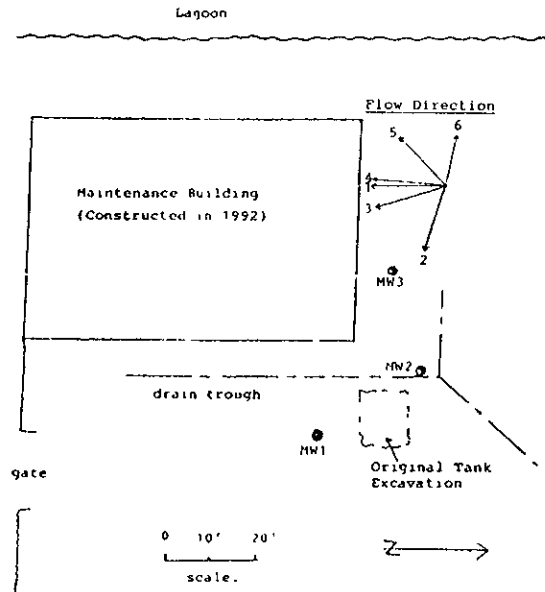 Lagoon
Flow Direction
5
6
4
1
3
2
Maintenance Building
(Constructed in 1992)
MW3
MW2
drain trough
MW1
Original Tank
Excavation
gate
0 10' 20'
scale.
Z